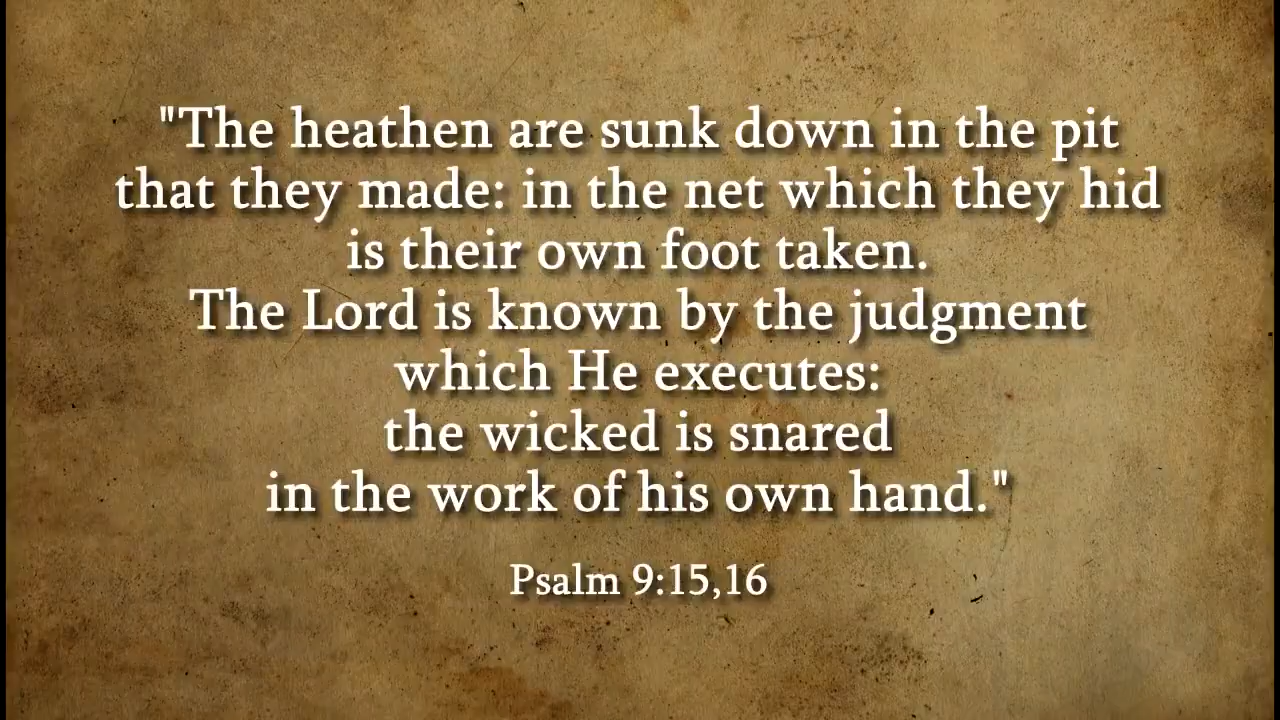 "The heathen are sunk down in the pit
that they made: in the net which they hid
is their own foot taken.
The Lord is known by the judgment
which He executes:
the wicked is snared
in the work of his own hand."
Psalm 9:15,16